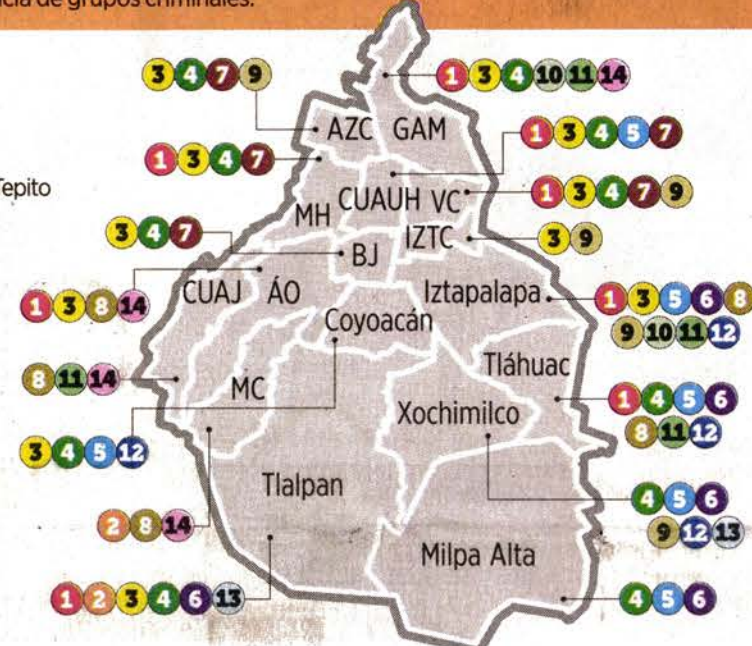 cia de grupos criminales.
3 4 7 9
1 3 4 10 11 14
AZC GAM
1 3 4 5 7
1 3 4 7
Tepito
CUAUH VC
1 3 4 7 9
MH
3 4 7
IZTC
3 9
BJ
CUAJ ÁO
Iztapalapa
1 3 8 14
1 3 5 6 8
Coyoacán
9 10 11 12
Tláhuac
8 11 14
MC
1 4 5 6
Xochimilco
8 11 12
3 4 5 12
Tlalpan
4 5 6
2 8 14
9 12 13
Milpa Alta
1 2 3 4 6 13
4 5 6